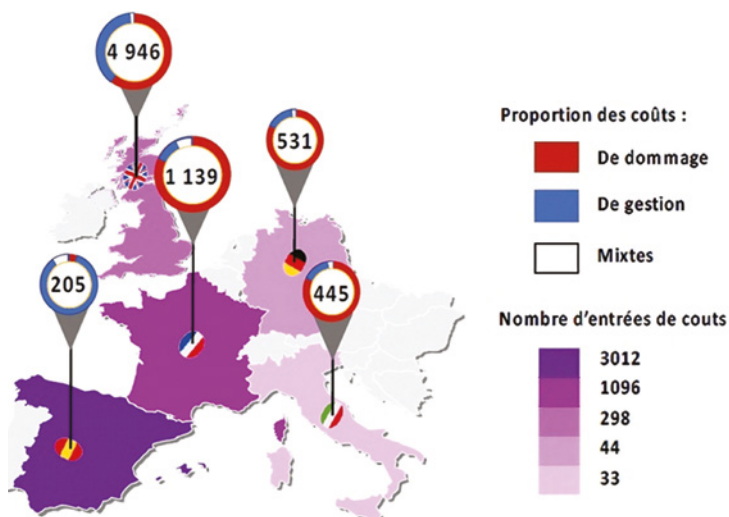 4 946
1 139
531
205
445
Proportion des coûts :
De dommage
De gestion
Mixtes
Nombre d'entrées de couts
3012
1096
298
44
33